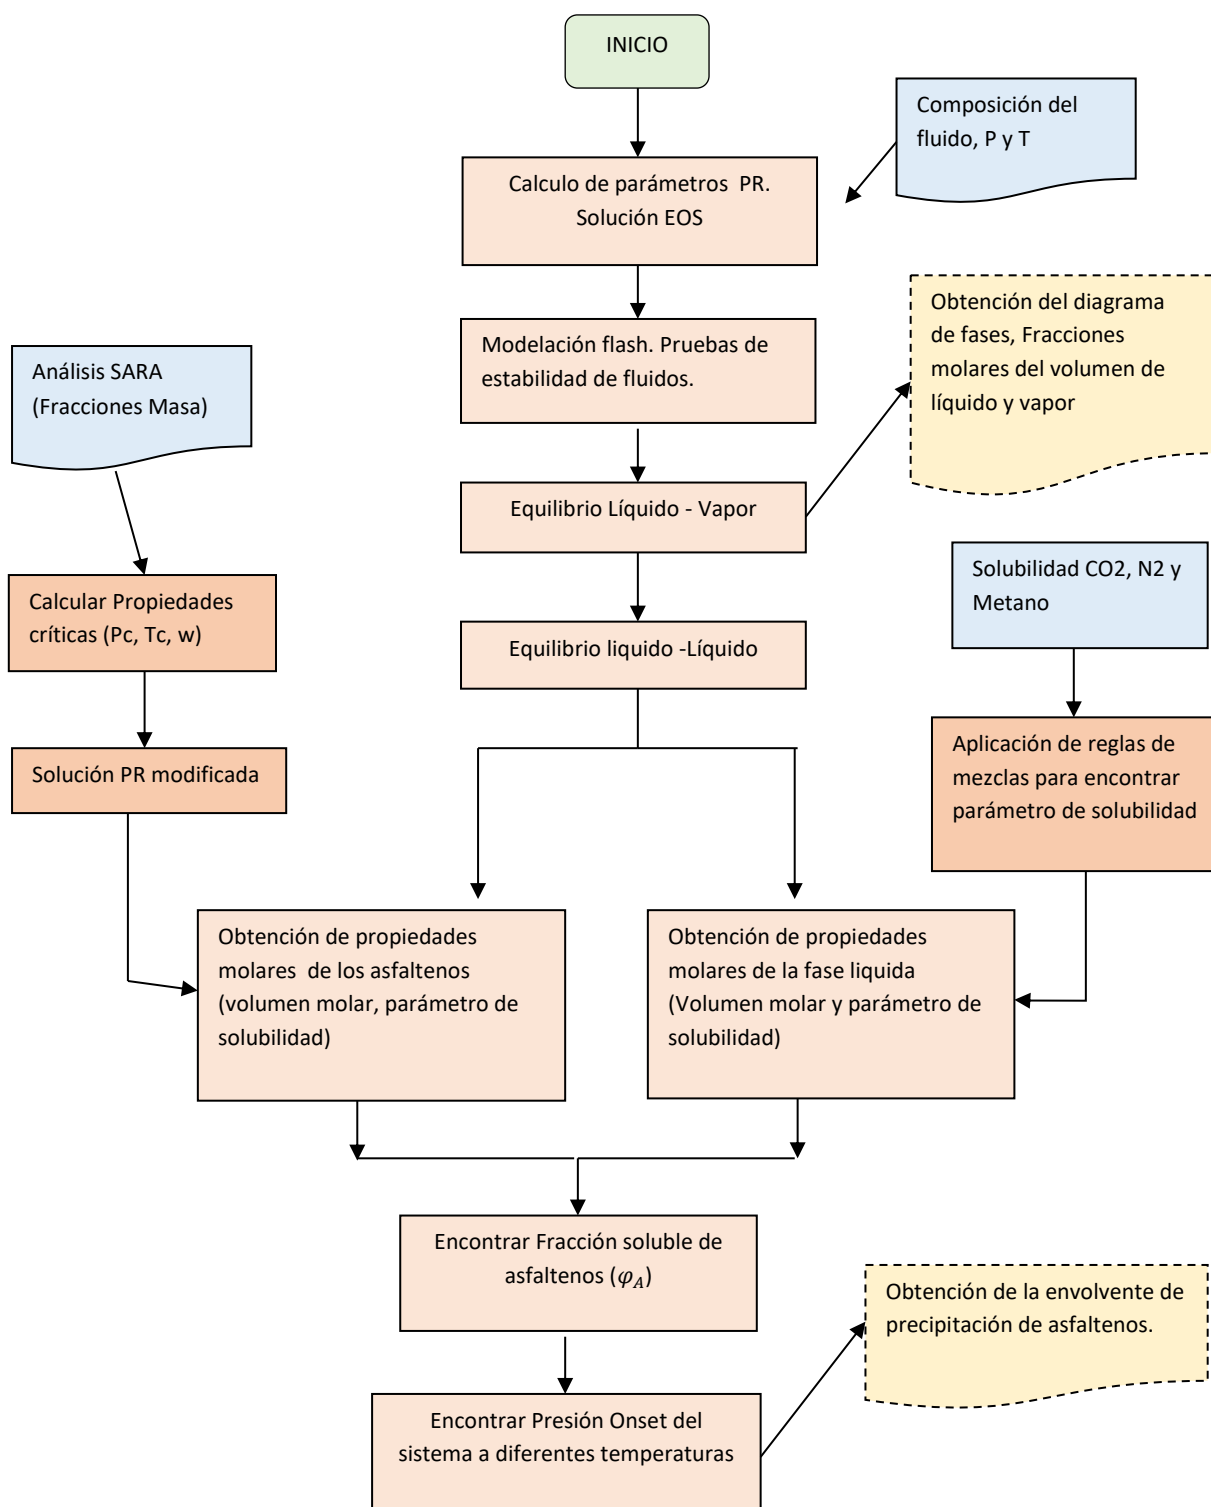 INICIO
Composición del
fluido, P y T
Calculo de parámetros  PR.
Solución EOS
Obtención del diagrama
de fases, Fracciones
molares del volumen de
líquido y vapor
Modelación flash. Pruebas de
estabilidad de fluidos.
Análisis SARA
(Fracciones Masa)
Equilibrio Líquido - Vapor
Solubilidad CO2, N2 y
Metano
Calcular Propiedades
críticas (Pc, Tc, w)
Equilibrio liquido -Líquido
Aplicación de reglas de
mezclas para encontrar
parámetro de solubilidad
Solución PR modificada
Obtención de propiedades
molares  de los asfaltenos
(volumen molar, parámetro de
solubilidad)
Obtención de propiedades
molares de la fase liquida
(Volumen molar y parámetro de
solubilidad)
Encontrar Fracción soluble de
asfaltenos (φ_A)
Obtención de la envolvente de
precipitación de asfaltenos.
Encontrar Presión Onset del
sistema a diferentes temperaturas